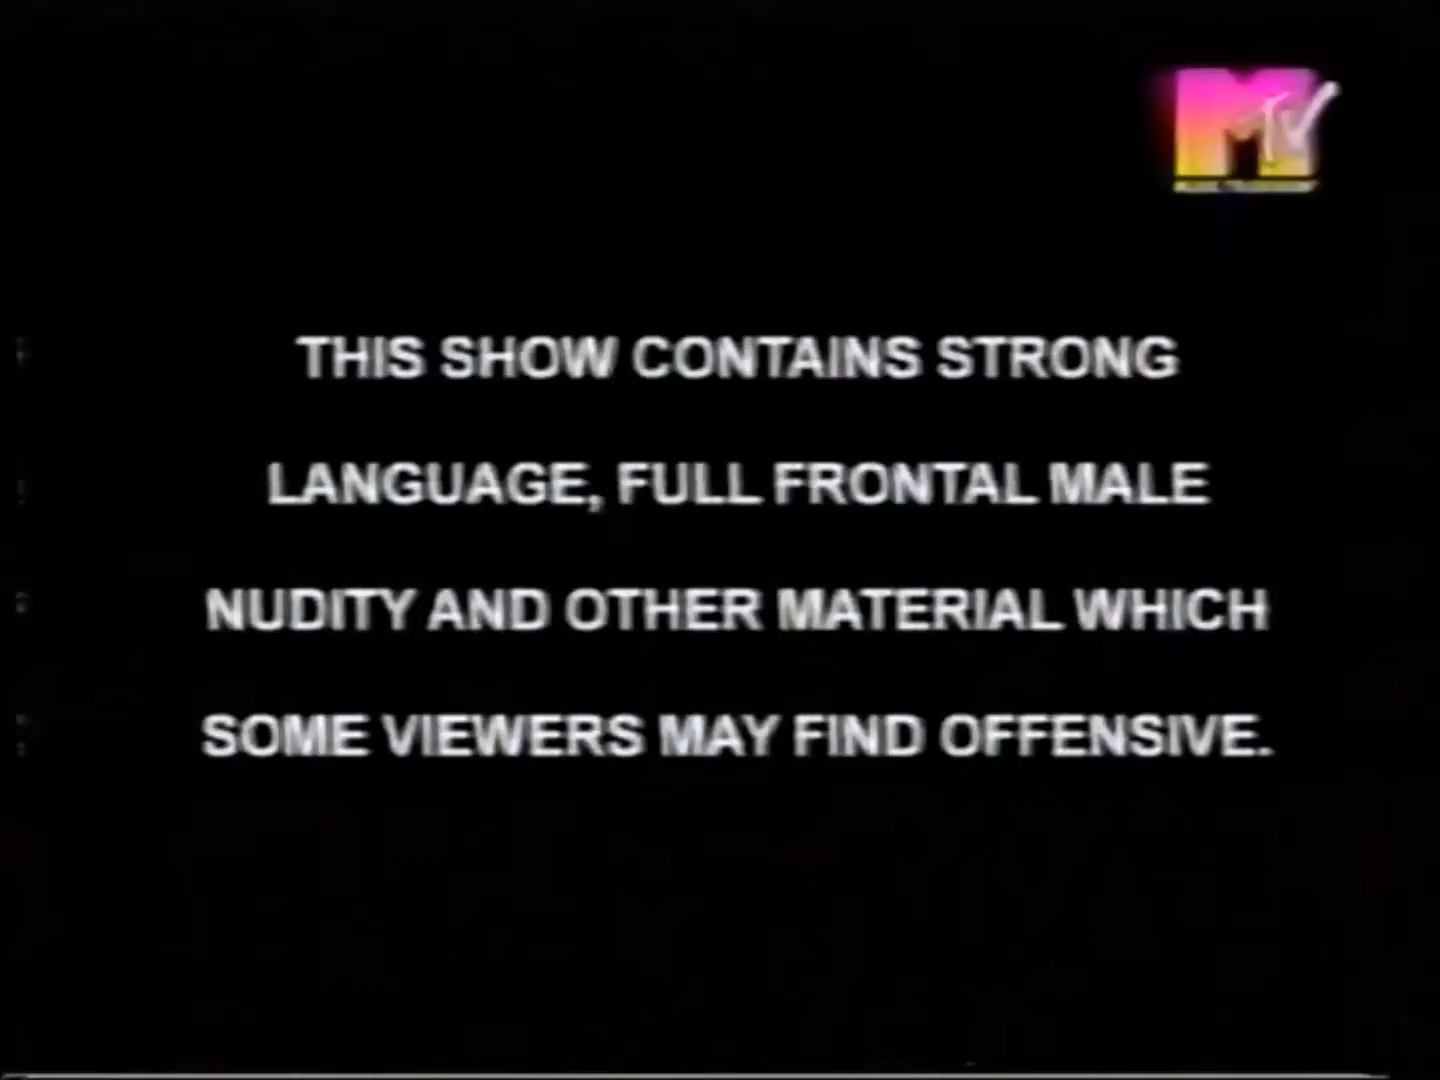 MTV
THIS SHOW CONTAINS STRONG
LANGUAGE, FULL FRONTAL MALE
NUDITY AND OTHER MATERIAL WHICH
SOME VIEWERS MAY FIND OFFENSIVE.